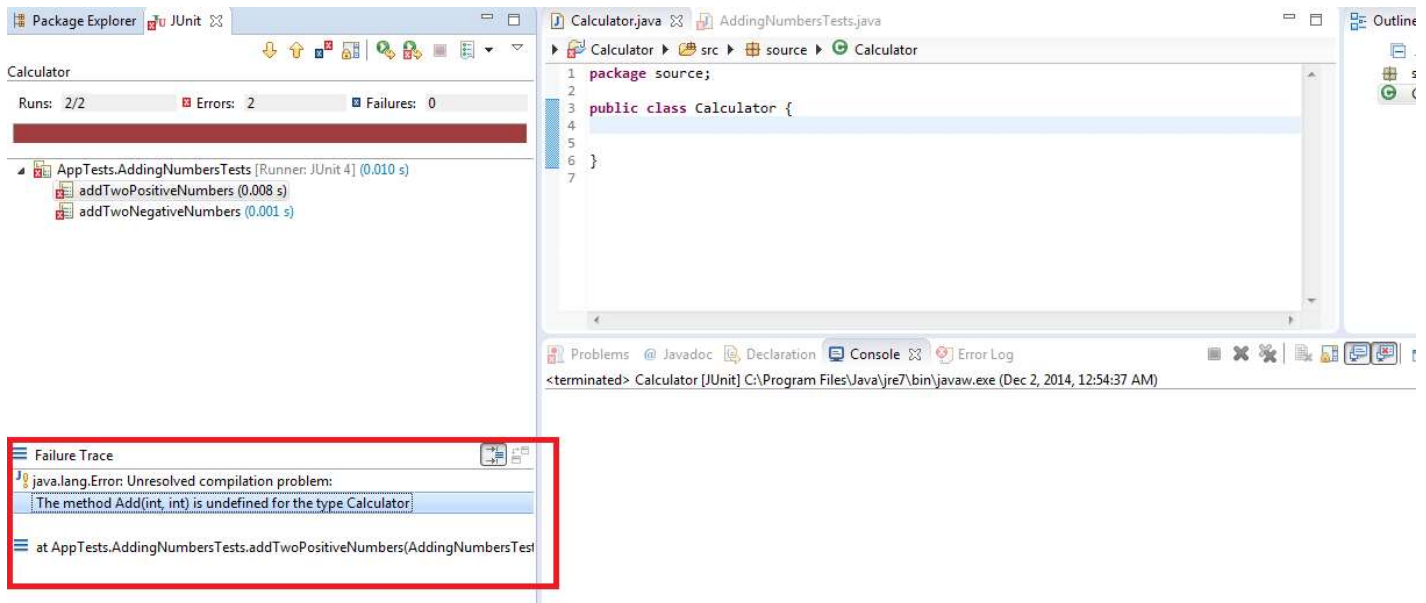 Package Explorer JUnit
Calculator
Runs: 2/2 Errors: 2 Failures: 0
AppTests.AddingNumbersTests [Runner: JUnit 4] (0.010 s)
addTwoPositiveNumbers (0.008 s)
addTwoNegativeNumbers (0.001 s)
Failure Trace
java.lang.Error: Unresolved compilation problem:
The method Add(int, int) is undefined for the type Calculator
at AppTests.AddingNumbersTests.addTwoPositiveNumbers(AddingNumbersTest
Calculator.java AddingNumbersTests.java
Calculator src source Calculator
1 package source;
2
3 public class Calculator {
4
5
6 }
7
Problems @ Javadoc Declaration Console Error Log
<terminated> Calculator [JUnit] C:\Program Files\Java\jre7\bin\javaw.exe (Dec 2, 2014, 12:54:37 AM)
Outline